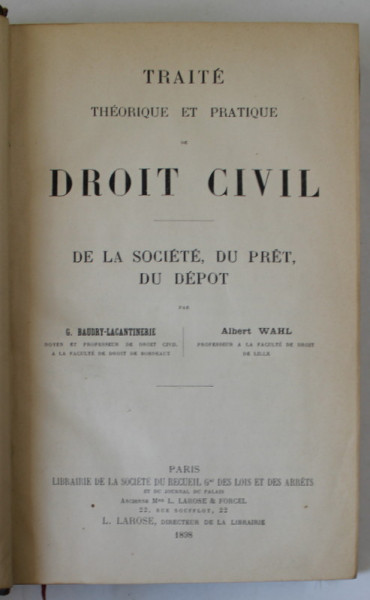 TRAITÉ
THÉORIQUE ET PRATIQUE
DE
DROIT CIVIL
DE LA SOCIÉTÉ, DU PRÊT,
DU DÉPOT
PAR
G. BAUDRY-LACANTINERIE
DOYEN ET PROFESSEUR DE DROIT CIVIL
A LA FACULTÉ DE DROIT DE BORDEAUX
Albert WAHL
PROFESSEUR A LA FACULTÉ DE DROIT
DE LILLE
PARIS
LIBRAIRIE DE LA SOCIÉTÉ DU RECUEIL Gal DES LOIS ET DES ARRÊTS
ET DU JOURNAL DU PALAIS
Ancienne Mon L. LAROSE & FORCEL
22, RUE SOUFFLOT, 22
L. LAROSE, DIRECTEUR DE LA LIBRAIRIE
1898